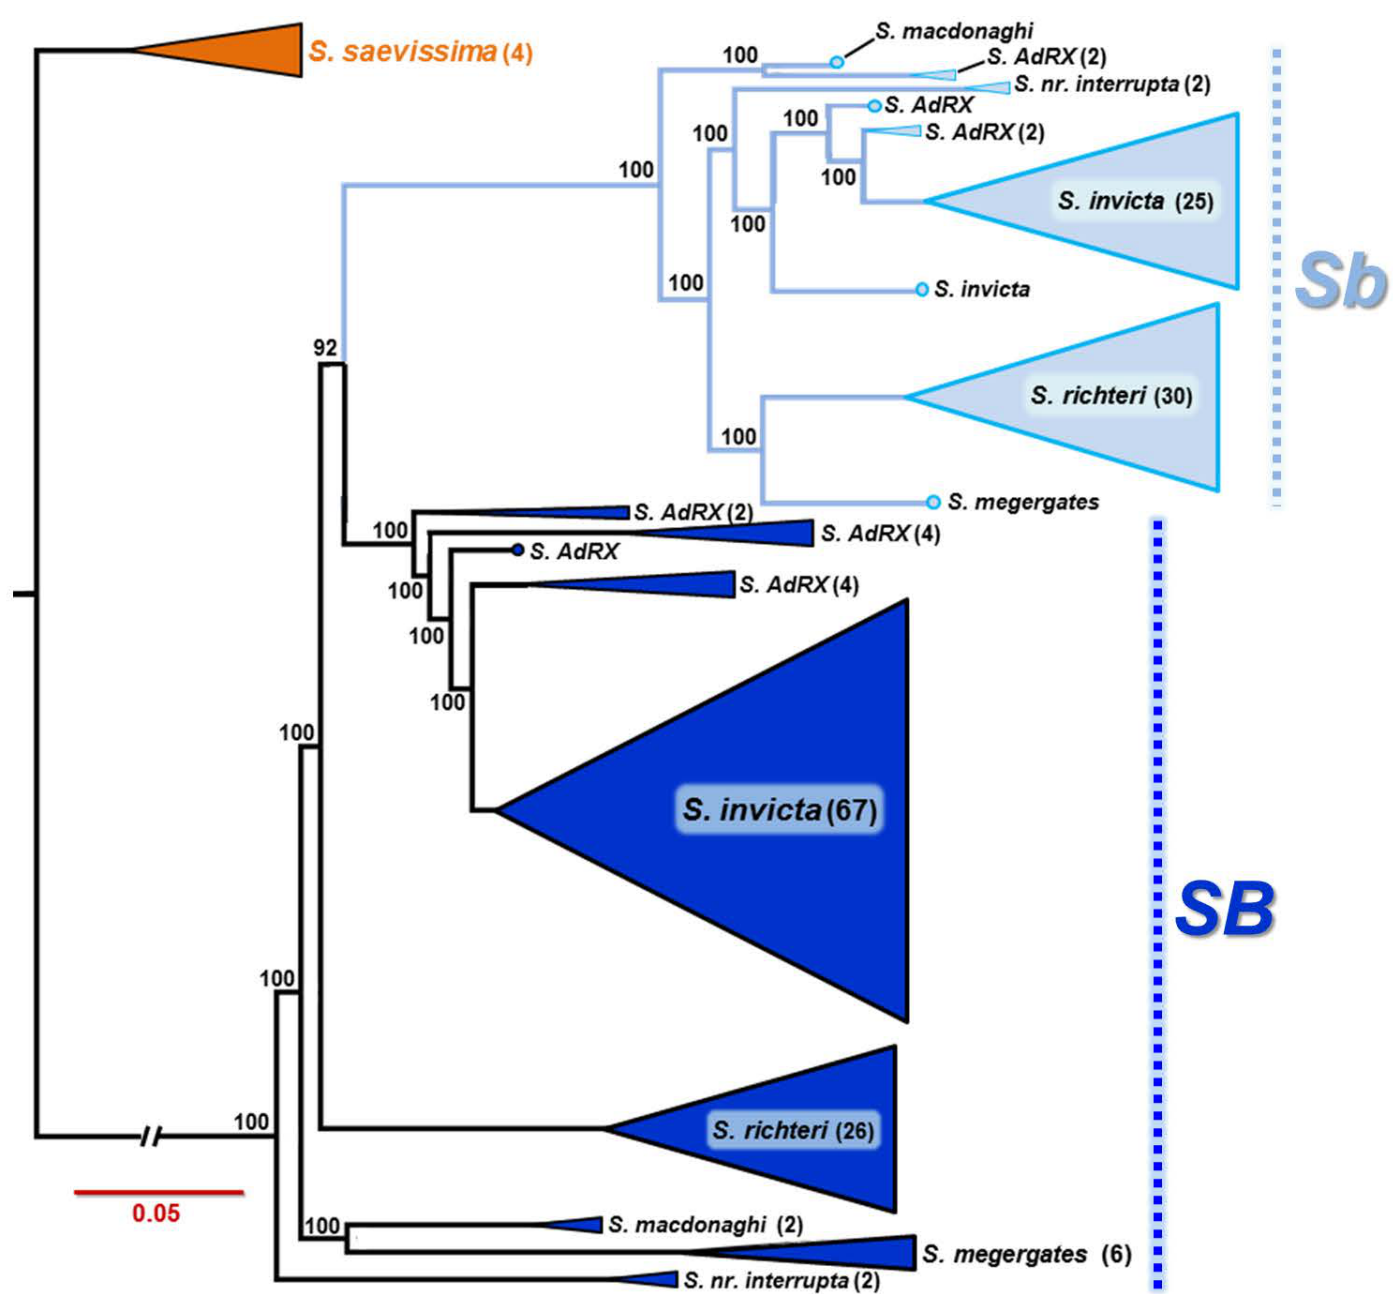 S. saevissima (4)
S. macdonaghi
100
S. AdRX (2)
S. nr. interrupta (2)
S. AdRX
100
S. AdRX (2)
100
100
100
S. invicta (25)
100
100
S. invicta
Sb
92
S. richteri (30)
100
S. megergates
S. AdRX (2)
100
S. AdRX (4)
S. AdRX
100
S. AdRX (4)
100
100
100
S. invicta (67)
SB
100
100
S. richteri (26)
0.05
100
S. macdonaghi (2)
S. megergates (6)
S. nr. interrupta (2)